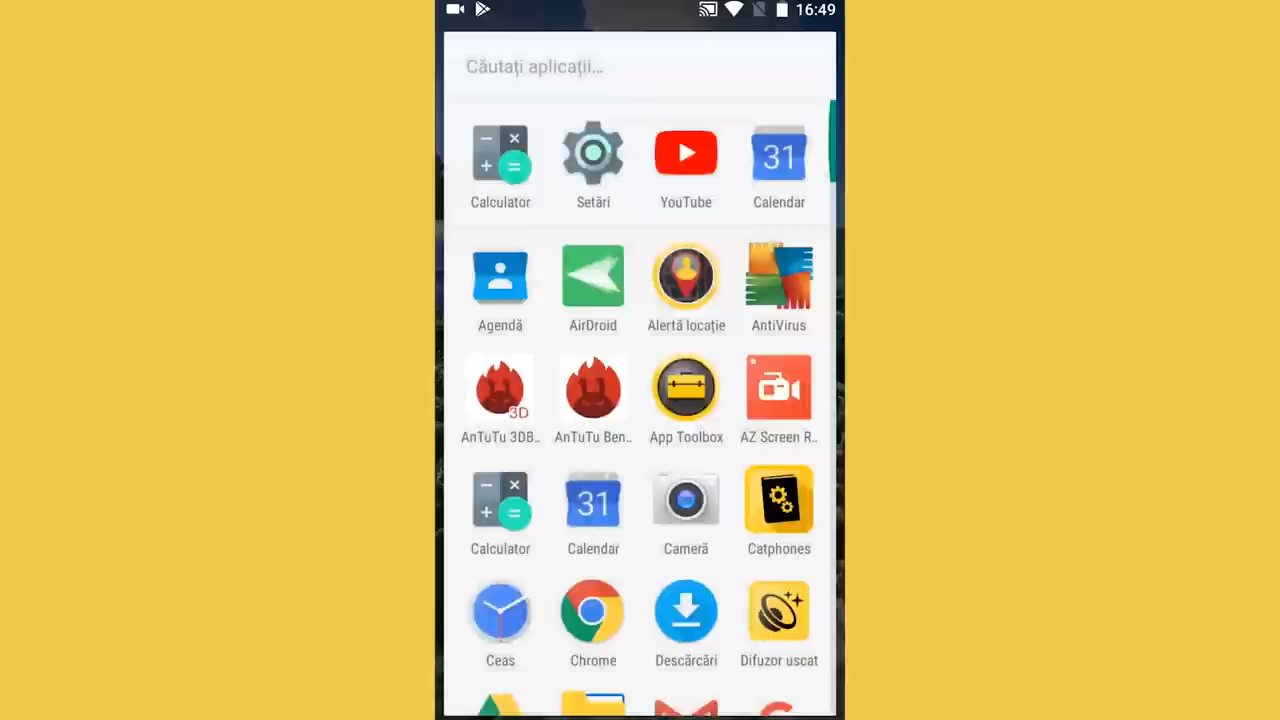 16:49
Căutați aplicații…
Calculator Setări YouTube Calendar
Agendă AirDroid Alertă locație AntiVirus
3D
AnTuTu 3DB.. AnTuTu Ben.. App Toolbox AZ Screen R..
31
Calculator Calendar Cameră Catphones
Ceas Chrome Descărcări Difuzor uscat